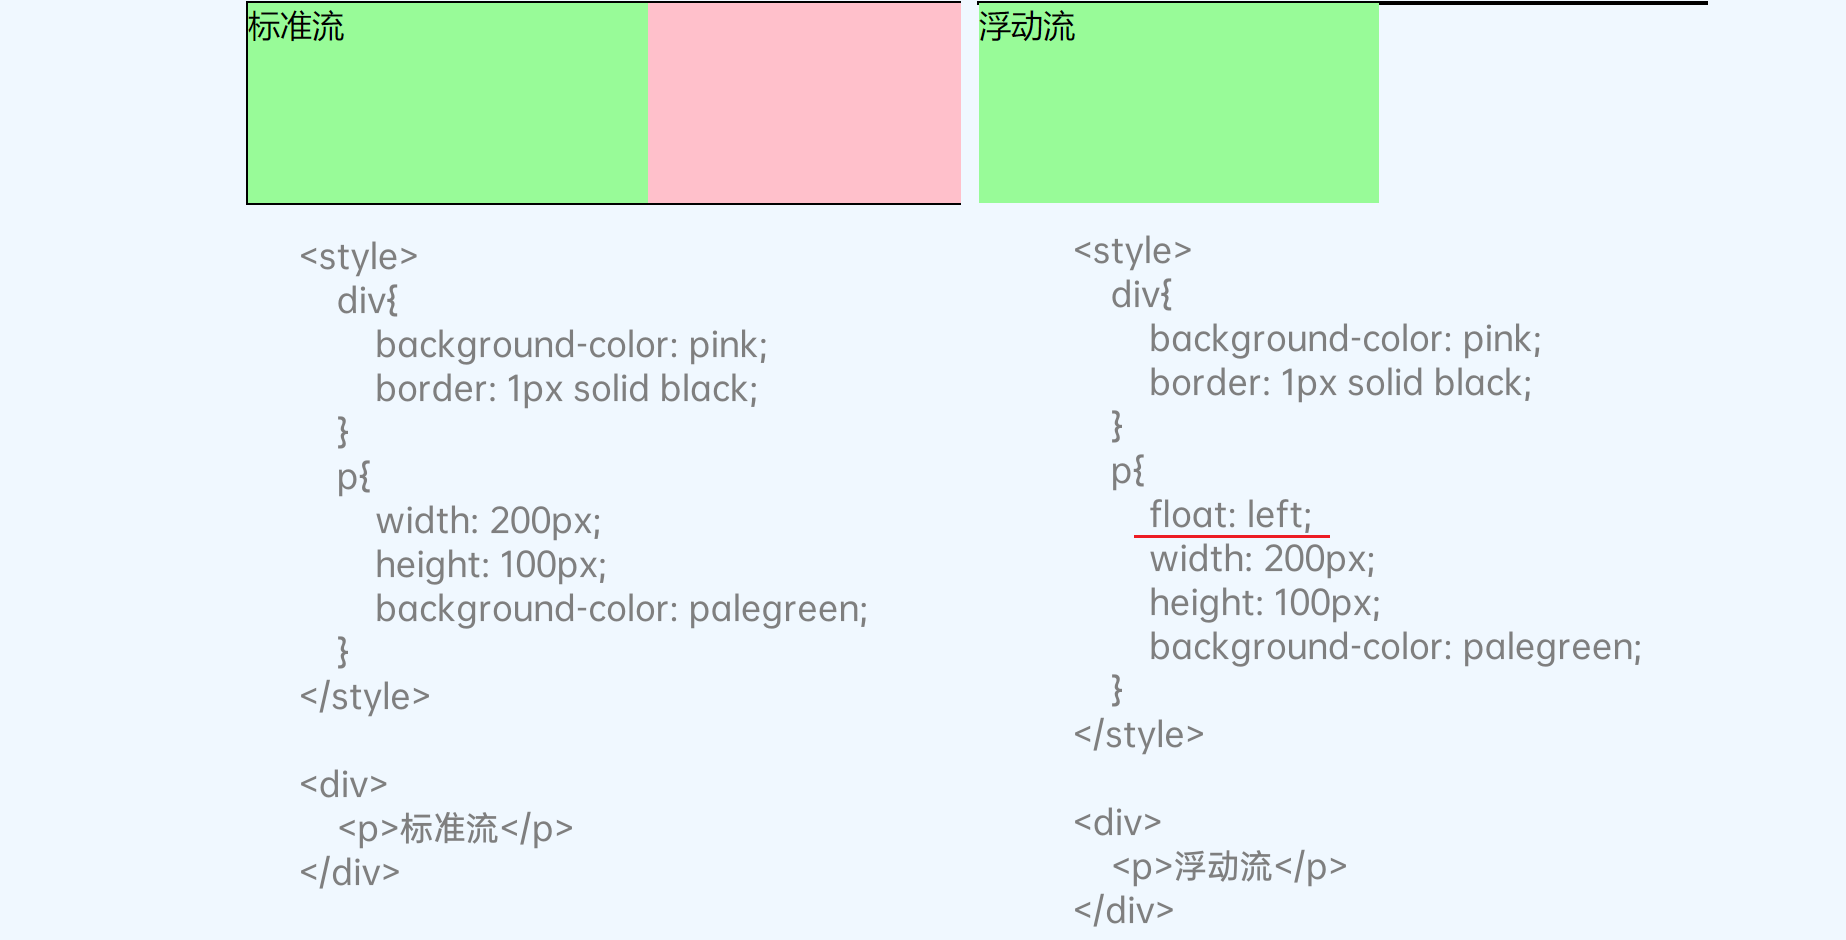 标准流
<style>
div{
background-color: pink;
border: 1px solid black;
}
p{
width: 200px;
height: 100px;
background-color: palegreen;
}
</style>
<div>
<p>标准流</p>
</div>
浮动流
<style>
div{
background-color: pink;
border: 1px solid black;
}
p{
float: left;
width: 200px;
height: 100px;
background-color: palegreen;
}
</style>
<div>
<p>浮动流</p>
</div>